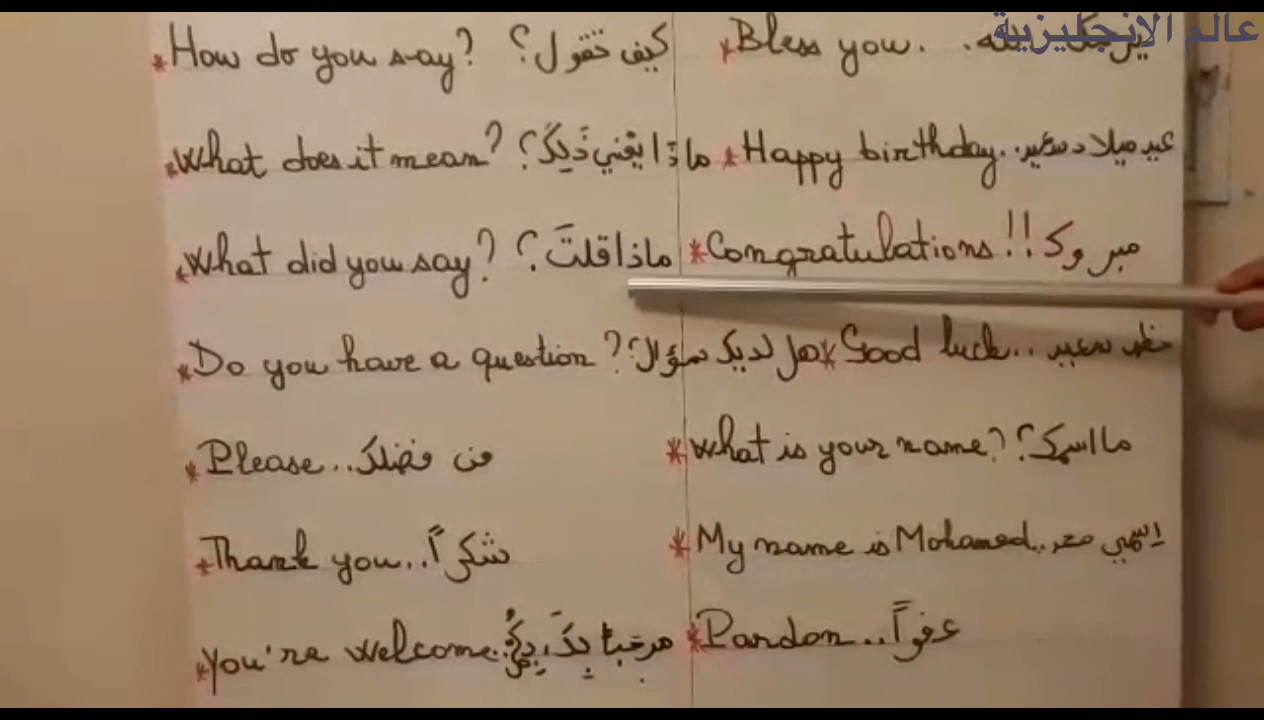 عالم الانجليزية
*How do you say? كيف تقول؟ *Bless you..
*What does it mean? ماذا يعني ذَلِكَ؟ *Happy birthday.. عيد ميلاد سعيد
*What did you say? ماذا قلتَ؟ *Congratulations!! مبروك
*Do you have a question? هل لديك سؤال؟ *Good luck.. حظ سعيد
*Please.. من فضلك *What is your name? ما اسمك؟
*Thank you.. شكراً *My name is Mohamed.. إسمي محمد
*You're welcome. مرحباً بِكَ، *Pardon.. عفواً